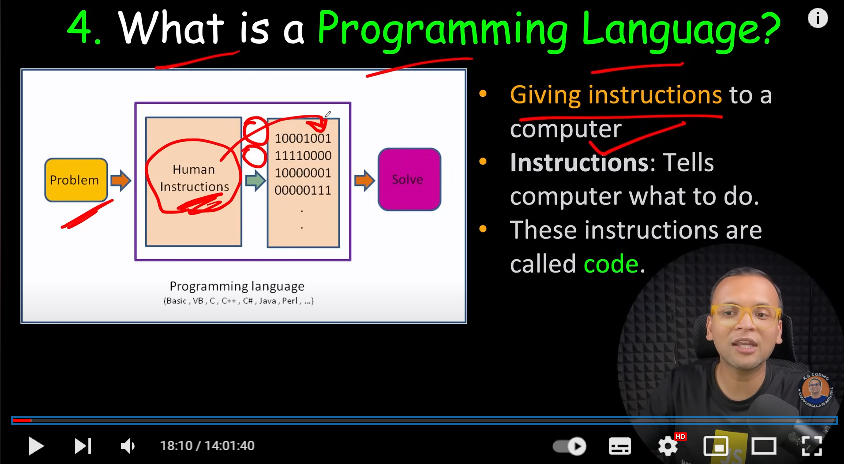 4. What is a Programming Language?
Problem
Human
Instructions
10001001
11110000
10000001
00000111
.
.
Solve
Programming language
(Basic , VB , C , C++ , C# , Java , Perl , ...}
• Giving instructions to a
computer
• Instructions: Tells
computer what to do.
• These instructions are
called code.
18:10 / 14:01:40
HD